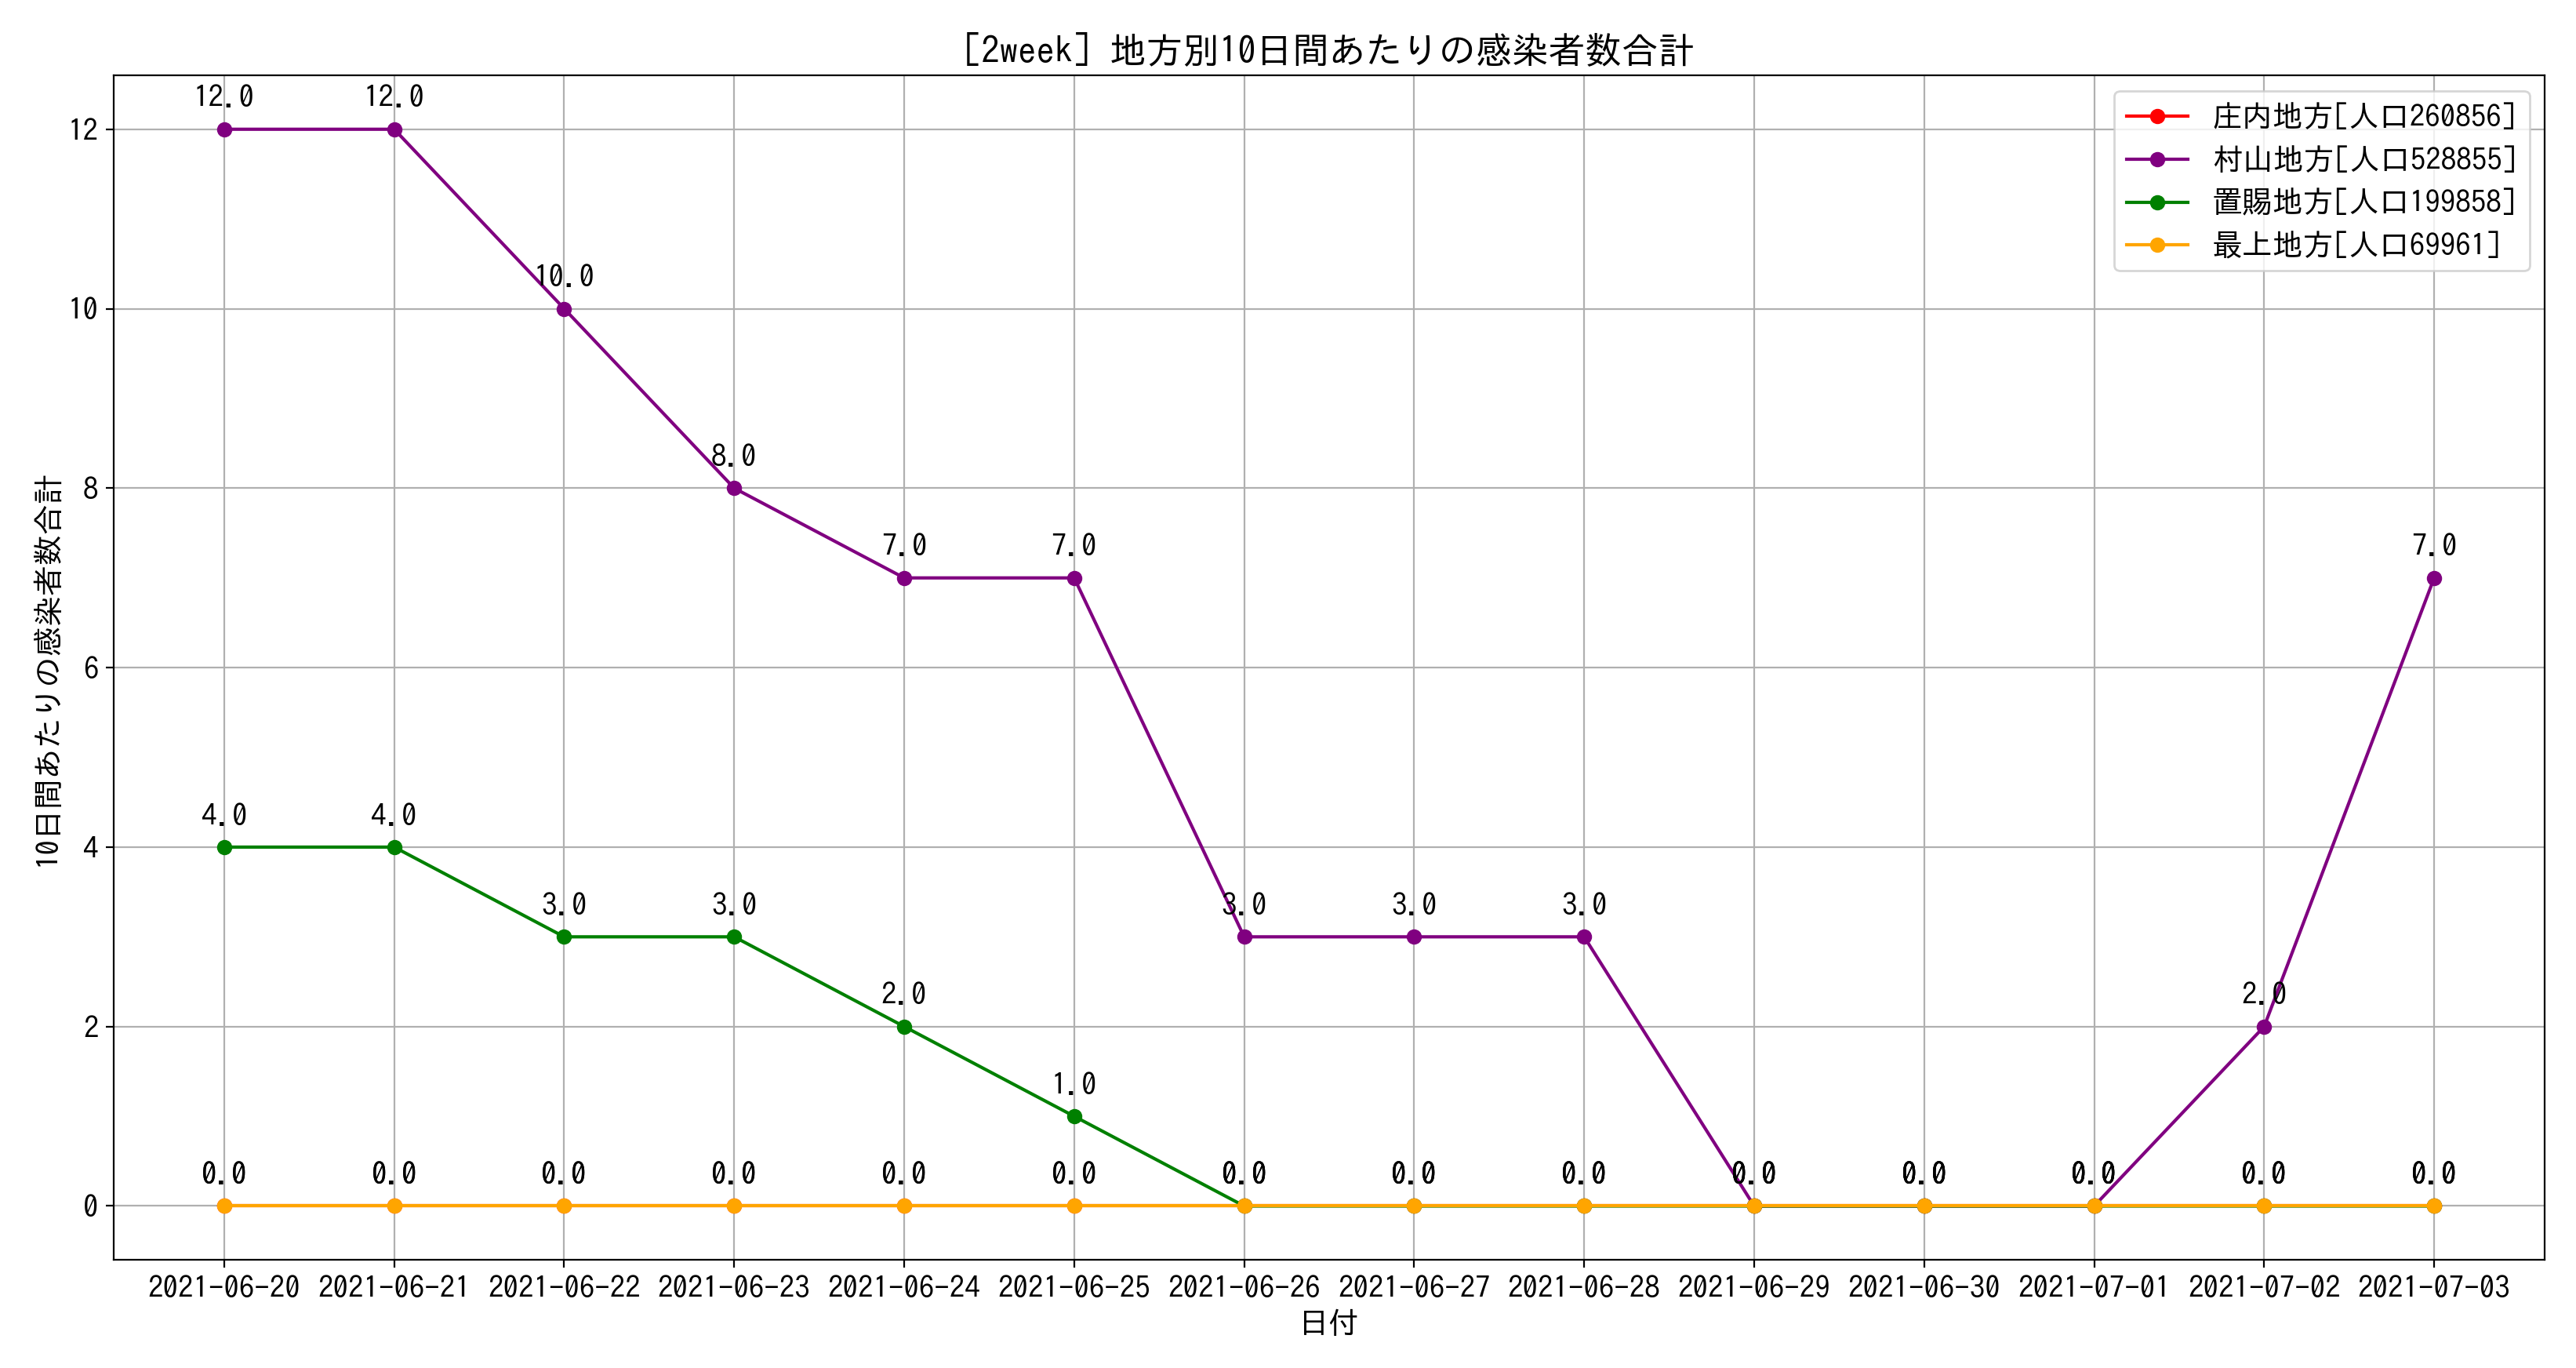 [2week] 地方別10日間あたりの感染者数合計
庄内地方[人口260856]
村山地方[人口528855]
置賜地方[人口199858]
最上地方[人口69961]
10日間あたりの感染者数合計
12
10
8
6
4
2
0
12.0 12.0 10.0 8.0 7.0 7.0 3.0 3.0 3.0 2.0 7.0
4.0 4.0 3.0 3.0 2.0 1.0
0.0 0.0 0.0 0.0 0.0 0.0 0.0 0.0 0.0 0.0 0.0 0.0 0.0 0.0
2021-06-20 2021-06-21 2021-06-22 2021-06-23 2021-06-24 2021-06-25 2021-06-26 2021-06-27 2021-06-28 2021-06-29 2021-06-30 2021-07-01 2021-07-02 2021-07-03
日付